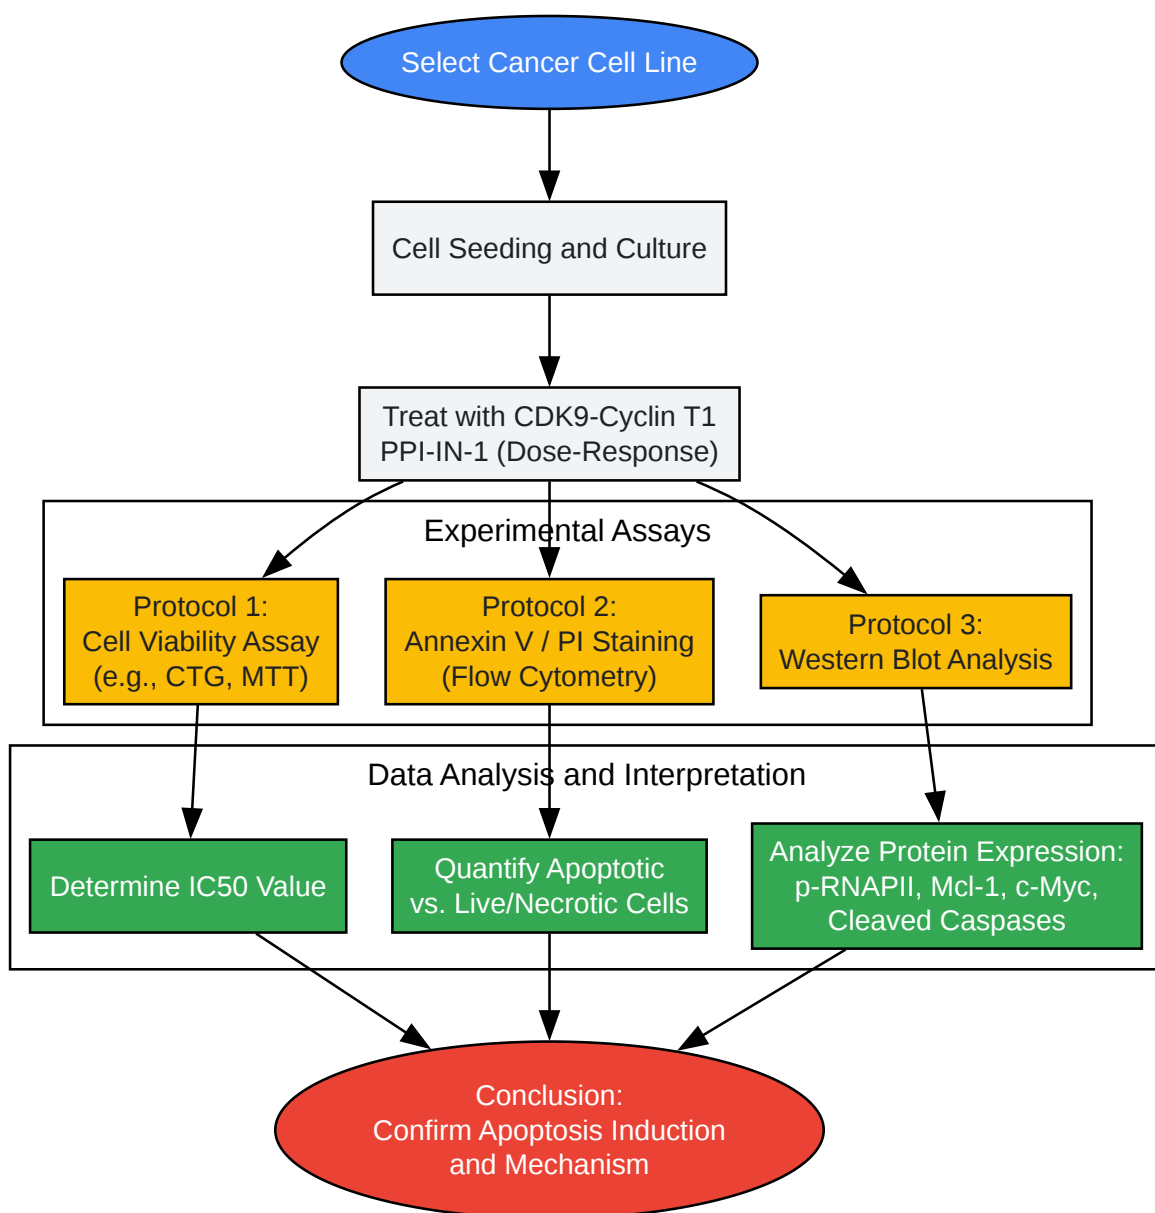 Select Cancer Cell Line
Cell Seeding and Culture
Treat with CDK9-Cyclin T1
PPI-IN-1 (Dose-Response)
Experimental Assays
Protocol 1:
Cell Viability Assay
(e.g., CTG, MTT)
Protocol 2:
Annexin V / PI Staining
(Flow Cytometry)
Protocol 3:
Western Blot Analysis
Data Analysis and Interpretation
Determine IC50 Value
Quantify Apoptotic
vs. Live/Necrotic Cells
Analyze Protein Expression:
p-RNAPII, Mcl-1, c-Myc,
Cleaved Caspases
Conclusion:
Confirm Apoptosis Induction
and Mechanism